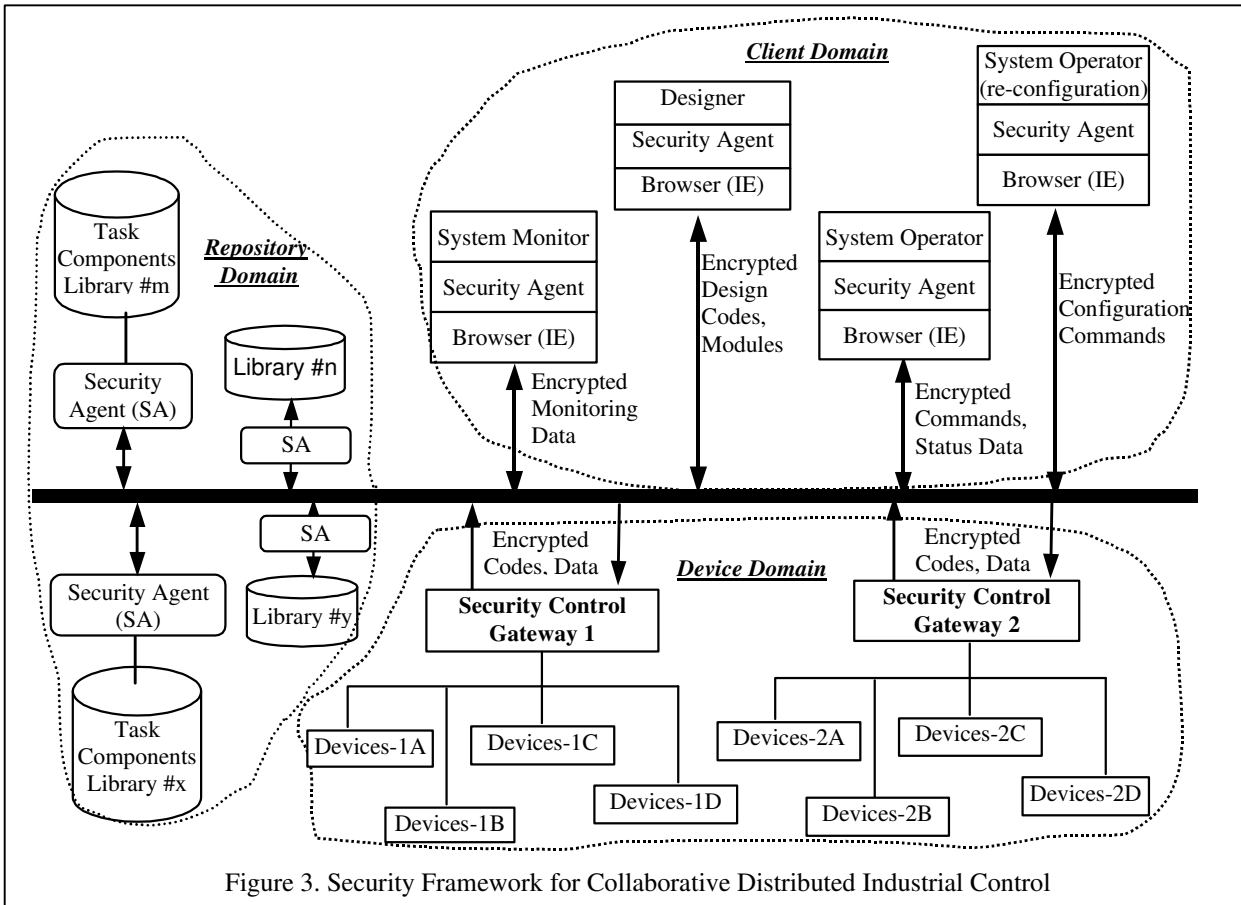 Client Domain
System Operator
(re-configuration)
Security Agent
Browser (IE)
Designer
Security Agent
Browser (IE)
System Monitor
Security Agent
Browser (IE)
System Operator
Security Agent
Browser (IE)
Encrypted
Design
Codes,
Modules
Encrypted
Configuration
Commands
Encrypted
Monitoring
Data
Encrypted
Commands,
Status Data
Repository
Domain
Task
Components
Library #m
Security
Agent (SA)
Library #n
SA
SA
Library #y
Security Agent
(SA)
Task
Components
Library #x
Device Domain
Encrypted
Codes, Data
Security Control
Gateway 1
Devices-1A
Devices-1C
Devices-1B
Devices-1D
Encrypted
Codes, Data
Security Control
Gateway 2
Devices-2A
Devices-2C
Devices-2B
Devices-2D
Figure 3. Security Framework for Collaborative Distributed Industrial Control